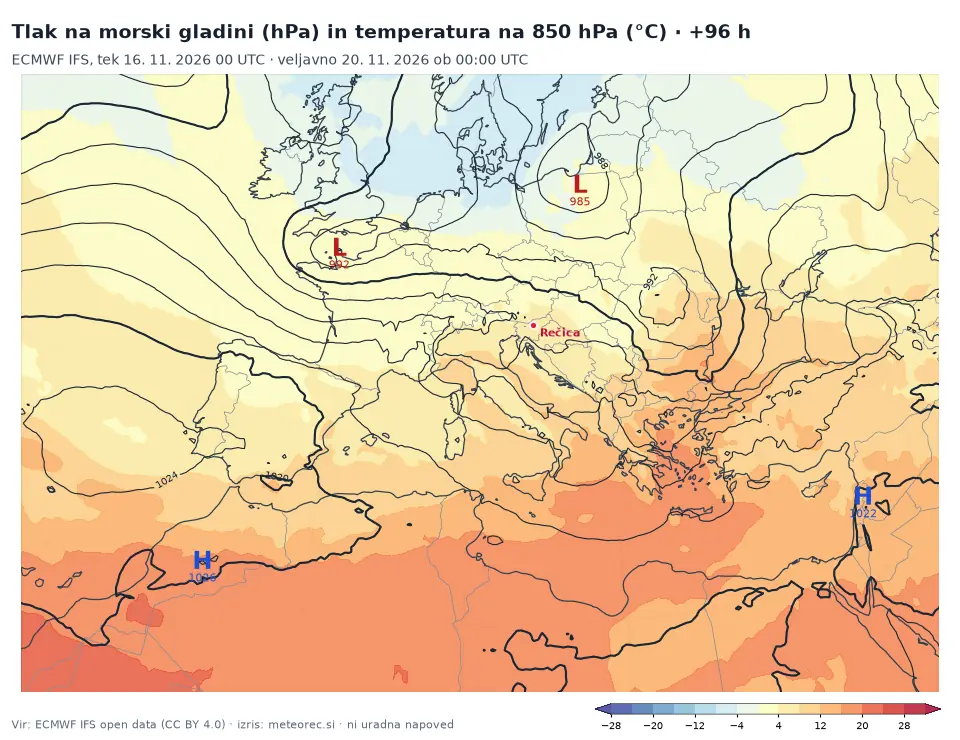 Tlak na morski gladini (hPa) in temperatura na 850 hPa (°C) · +96 h
ECMWF IFS, tek 16. 11. 2026 00 UTC · veljavno 20. 11. 2026 ob 00:00 UTC
988
L
985
L
992
992
Rečica
1024
H
1022
H
1026
Vir: ECMWF IFS open data (CC BY 4.0) · izris: meteorec.si · ni uradna napoved
−28 −20 −12 −4 4 12 20 28